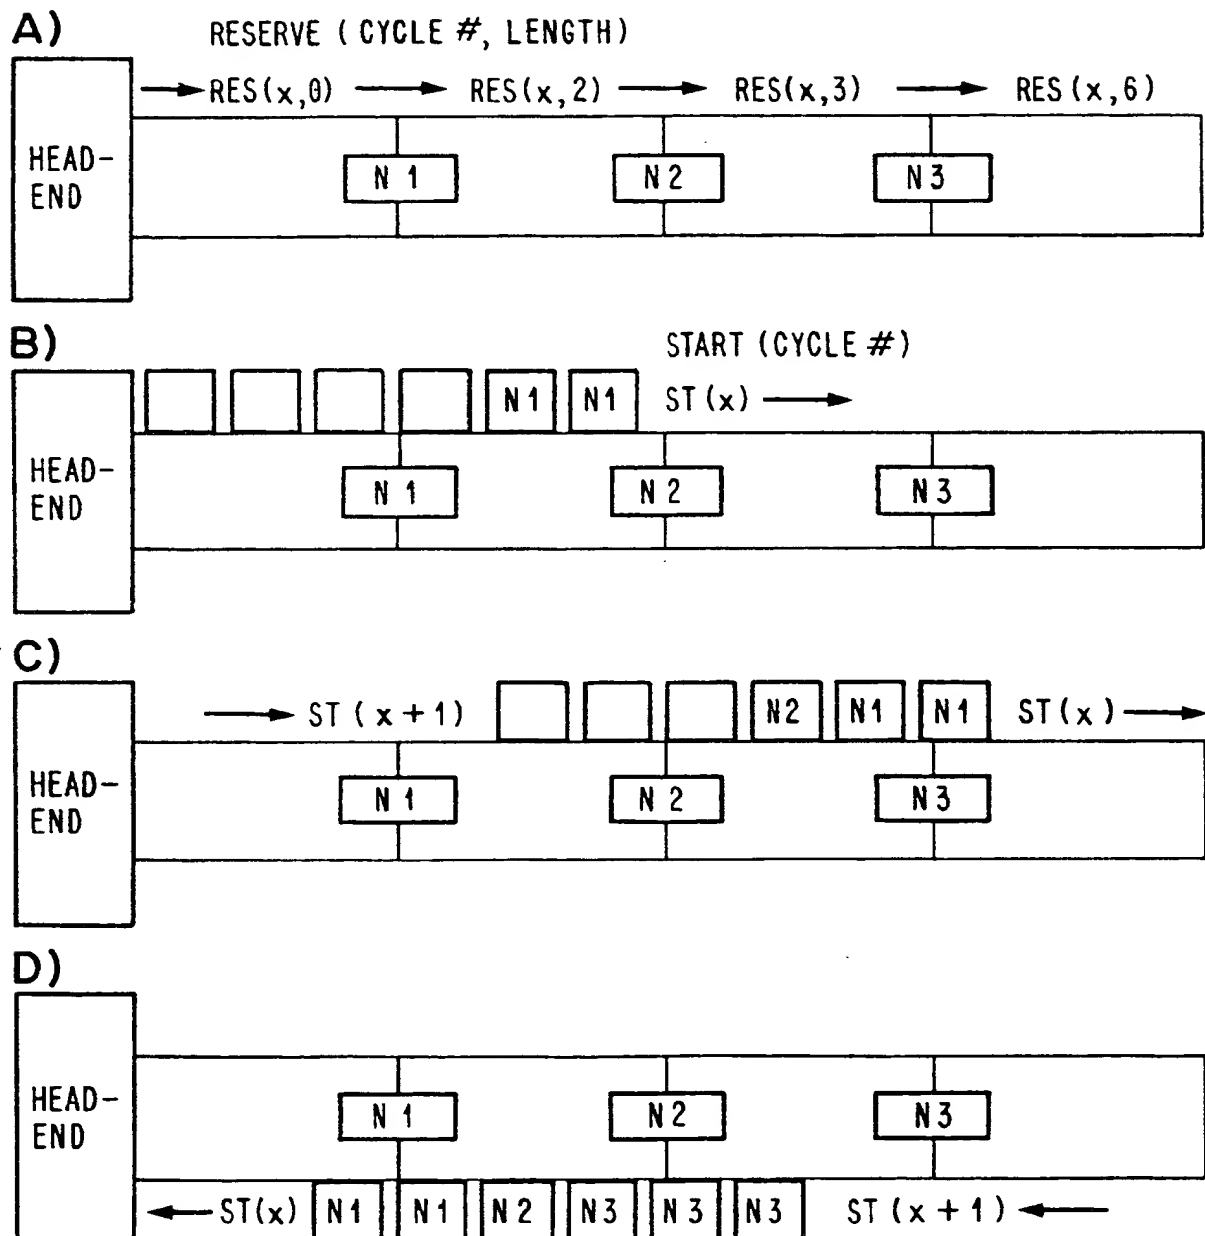 A)
RESERVE ( CYCLE #, LENGTH)
RES(x,0) RES(x,2) RES(x,3) RES(x,6)
HEAD-
END
N 1 N 2 N 3
B)
START (CYCLE #)
N1 N1 ST(x)
HEAD-
END
N 1 N 2 N 3
C)
ST ( x + 1 ) N2 N1 N1 ST(x)
HEAD-
END
N 1 N 2 N 3
D)
HEAD-
END
N 1 N 2 N 3
ST(x) N1 N1 N2 N3 N3 N3 ST ( x + 1 )